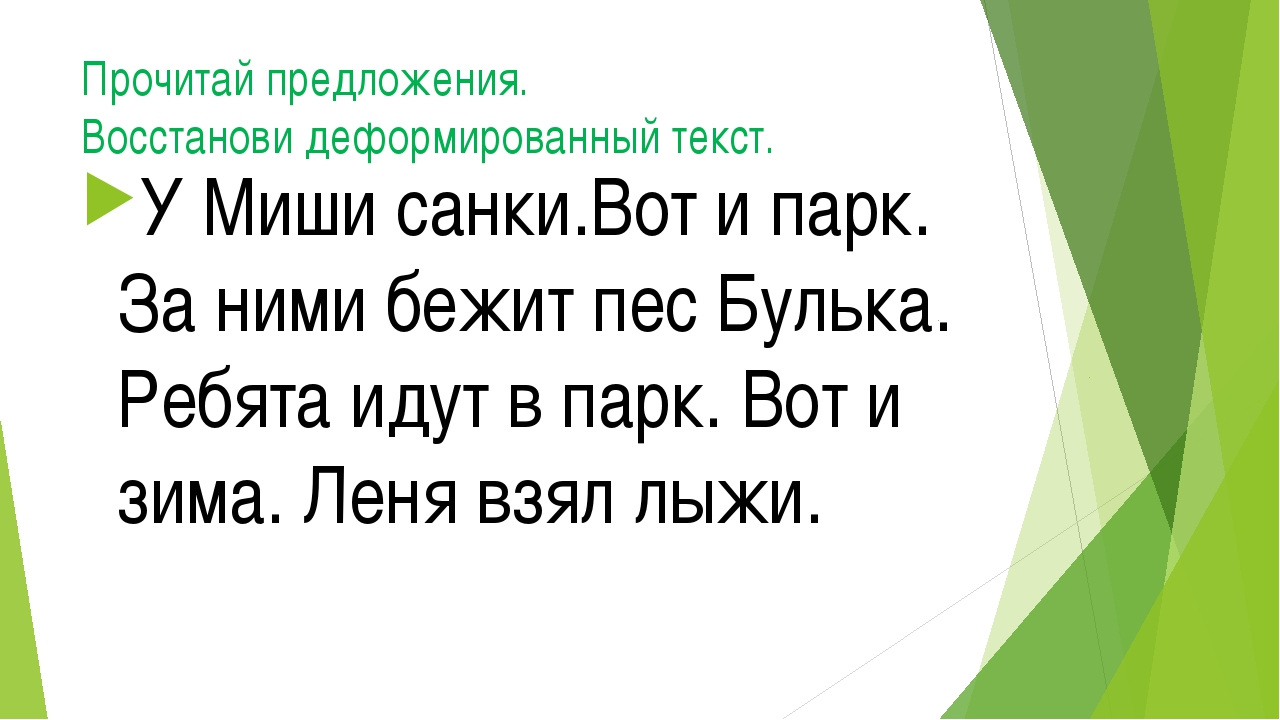 Прочитай предложения.
Восстанови деформированный текст.
У Миши санки.Вот и парк.
За ними бежит пес Булька.
Ребята идут в парк. Вот и
зима. Леня взял лыжи.